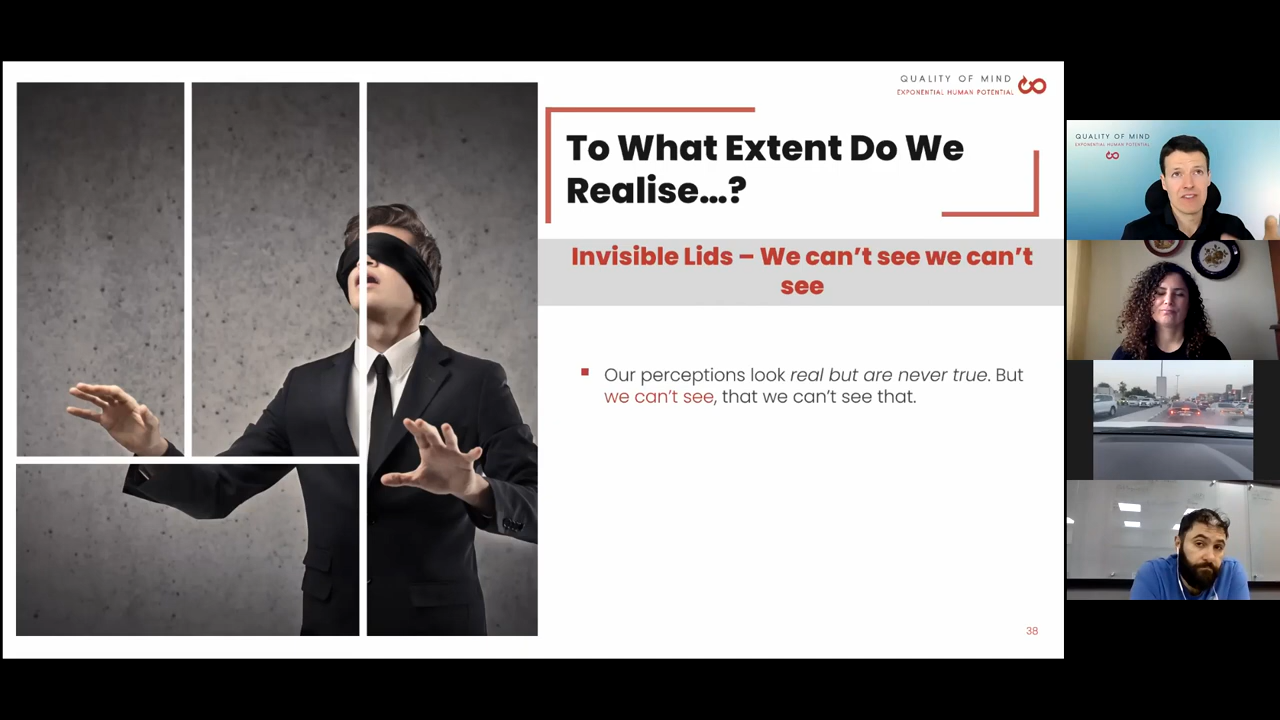 QUALITY OF MIND
EXPONENTIAL HUMAN POTENTIAL
To What Extent Do We
Realise...?
Invisible Lids – We can’t see we can’t
see
Our perceptions look real but are never true. But
we can’t see, that we can’t see that.
38
QUALITY OF MIND
EXPONENTIAL HUMAN POTENTIAL